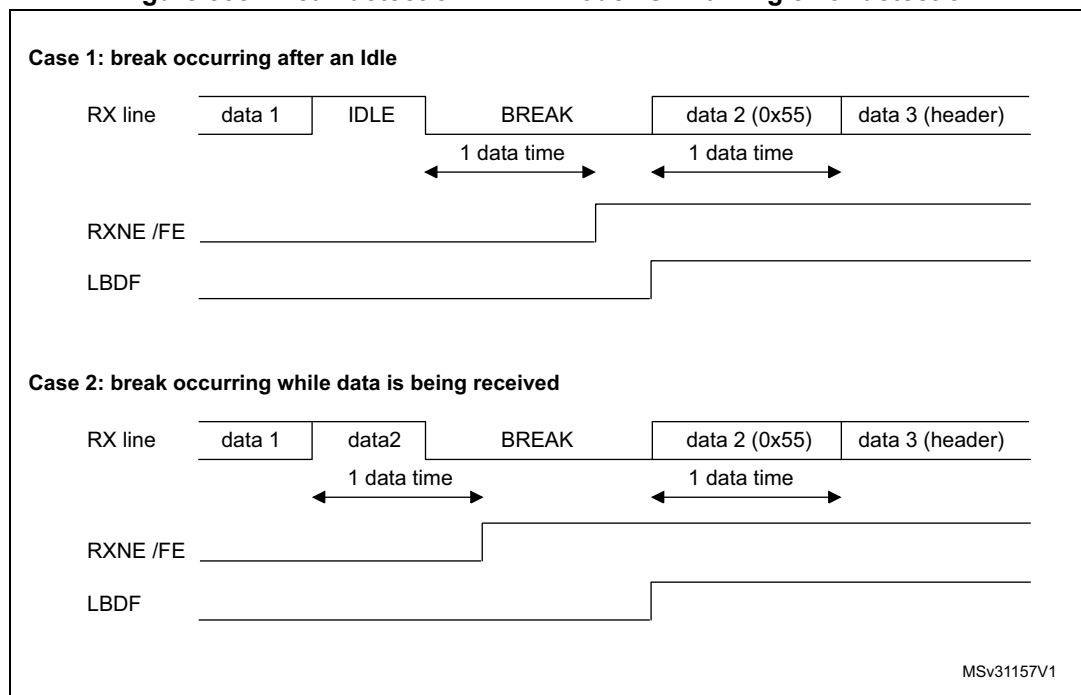 Case 1: break occurring after an Idle
RX line data 1 IDLE BREAK data 2 (0x55) data 3 (header)
1 data time 1 data time
RXNE /FE
LBDF
Case 2: break occurring while data is being received
RX line data 1 data2 BREAK data 2 (0x55) data 3 (header)
1 data time 1 data time
RXNE /FE
LBDF
MSv31157V1